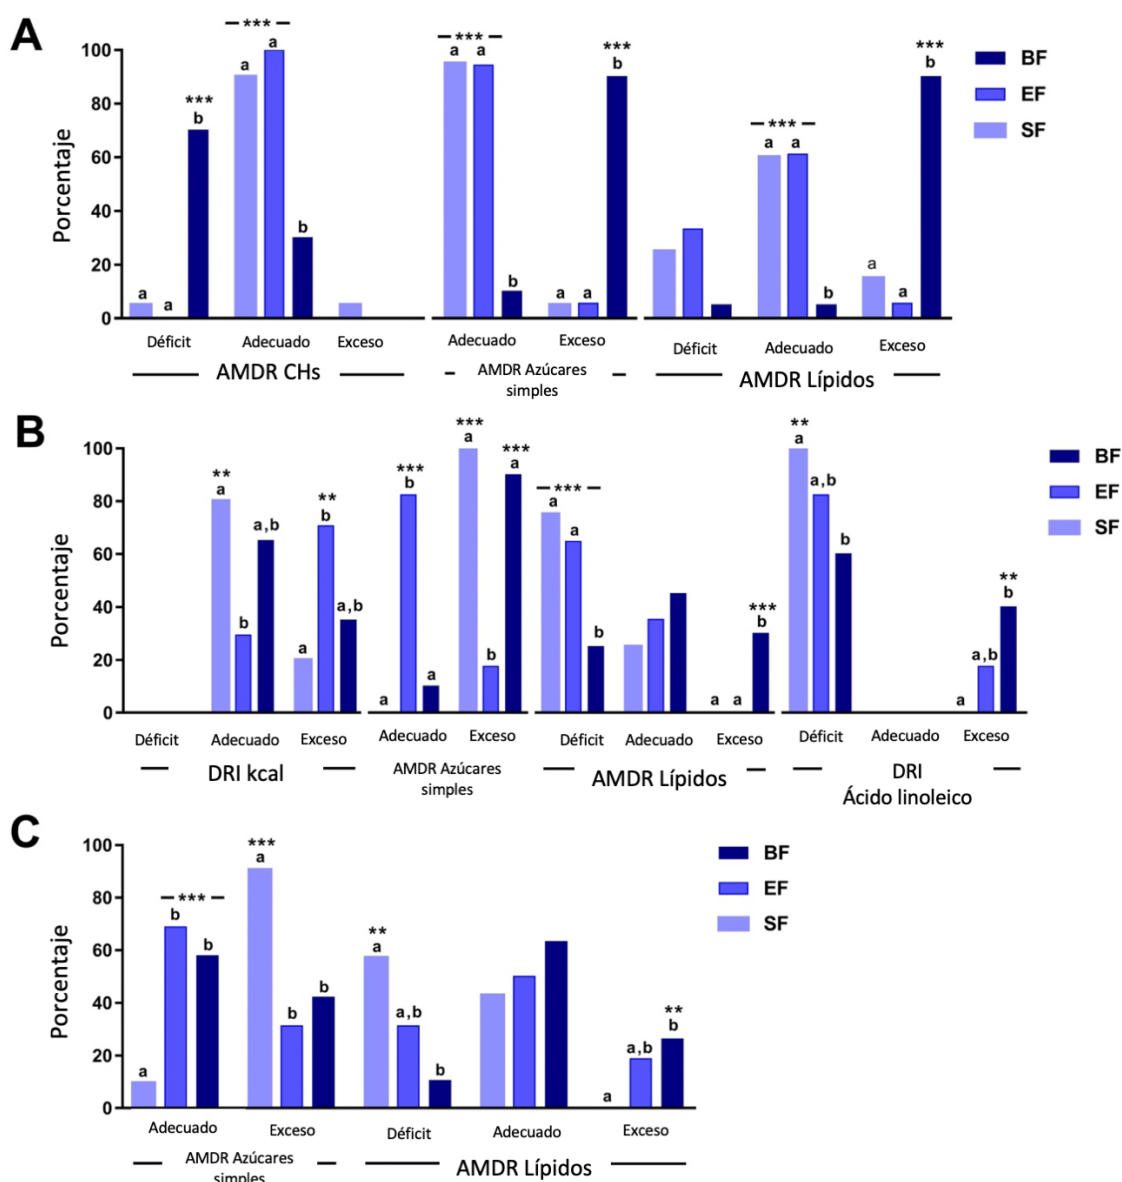 A
BF
EF
SF
Porcentaje
100
80
60
40
20
0
a
a
***
b
— *** —
a
a
b
— *** —
a
a
b
a
a
***
b
— *** —
a
a
b
a
a
***
b
Déficit
Adecuado
Exceso
Adecuado
Exceso
Déficit
Adecuado
Exceso
AMDR CHs
AMDR Azúcares
simples
AMDR Lípidos
B
BF
EF
SF
Porcentaje
100
80
60
40
20
0
**
a
b
a,b
a
**
b
a,b
a
***
b
a
***
a
b
***
a
— *** —
a
a
b
a
a
***
b
**
a
a,b
b
a
a,b
**
b
Déficit
Adecuado
Exceso
Adecuado
Exceso
Déficit
Adecuado
Exceso
Déficit
Adecuado
Exceso
DRI kcal
AMDR Azúcares
simples
AMDR Lípidos
DRI
Ácido linoleico
C
BF
EF
SF
Porcentaje
100
80
60
40
20
0
a
— *** —
b
b
***
a
b
b
**
a
a,b
b
a
a,b
**
b
Adecuado
Exceso
Déficit
Adecuado
Exceso
AMDR Azúcares
simples
AMDR Lípidos